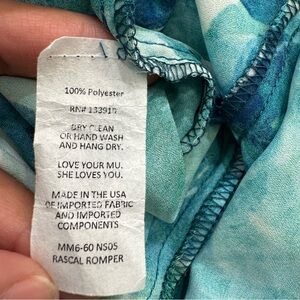 100% Polyester
RN# 133917
DRY CLEAN
OR HAND WASH
AND HANG DRY.
LOVE YOUR MU.
SHE LOVES YOU.
MADE IN THE USA
OF IMPORTED FABRIC
AND IMPORTED
COMPONENTS
MM6-60 NS05
RASCAL ROMPER